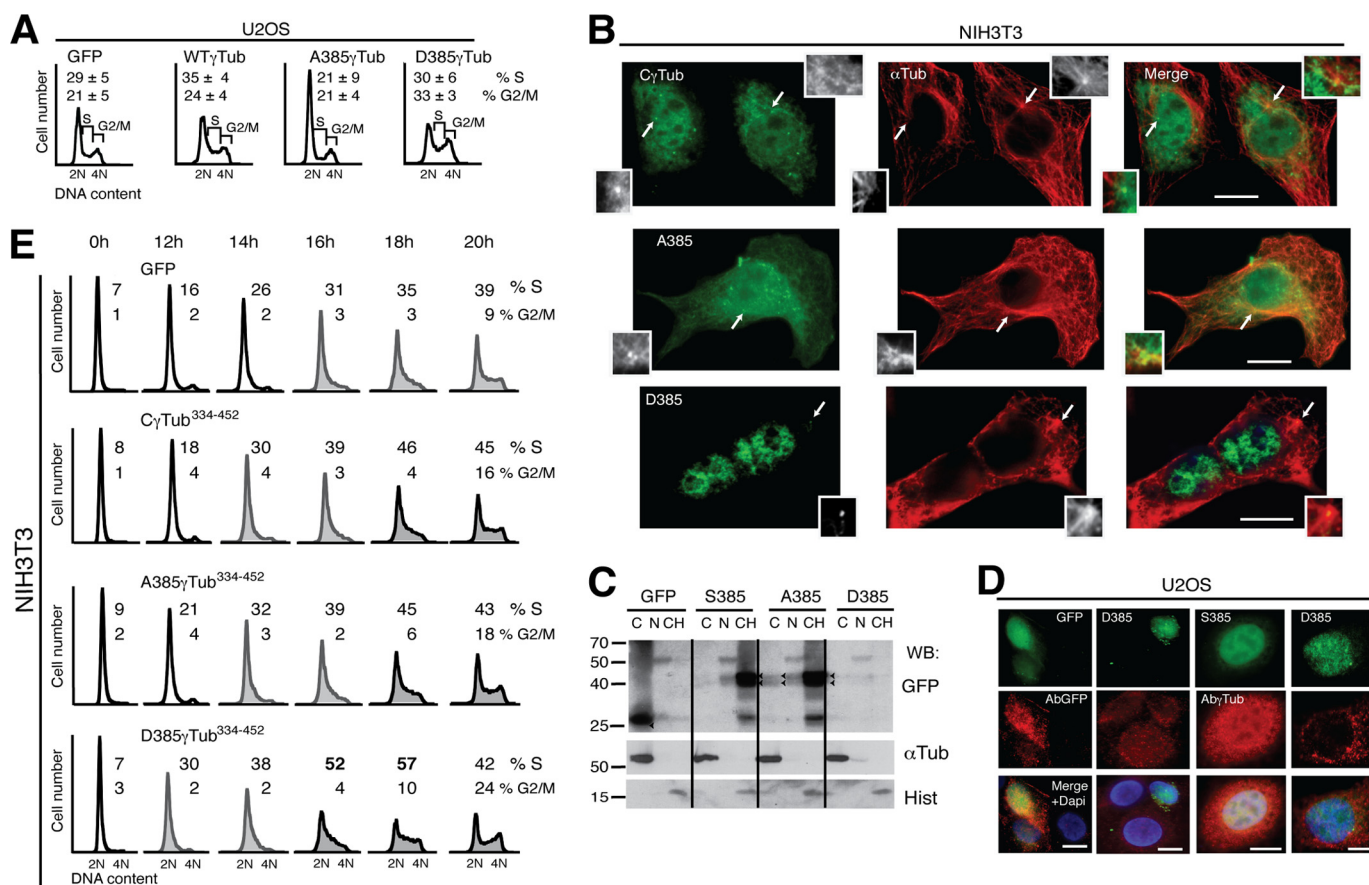 A
U2OS
GFP WTγTub A385γTub D385γTub
29 ± 5 35 ± 4 21 ± 9 30 ± 6 % S
21 ± 5 24 ± 4 21 ± 4 33 ± 3 % G2/M
Cell number
S G2/M S G2/M S G2/M S G2/M
2N 4N 2N 4N 2N 4N 2N 4N
DNA content
B
NIH3T3
CγTub αTub Merge
A385
D385
E
NIH3T3
0h 12h 14h 16h 18h 20h
GFP
Cell number
7 16 26 31 35 39 % S
1 2 2 3 3 9 % G2/M
CγTub334-452
Cell number
8 18 30 39 46 45 % S
1 4 4 3 4 16 % G2/M
A385γTub334-452
Cell number
9 21 32 39 45 43 % S
2 4 3 2 6 18 % G2/M
D385γTub334-452
Cell number
7 30 38 52 57 42 % S
3 2 2 4 10 24 % G2/M
2N 4N 2N 4N 2N 4N 2N 4N 2N 4N 2N 4N
DNA content
C
GFP S385 A385 D385
C N CH C N CH C N CH C N CH
70
50
40
25
WB:
GFP
50
αTub
15
Hist
D
U2OS
GFP D385 S385 D385
AbGFP AbγTub
Merge
+Dapi